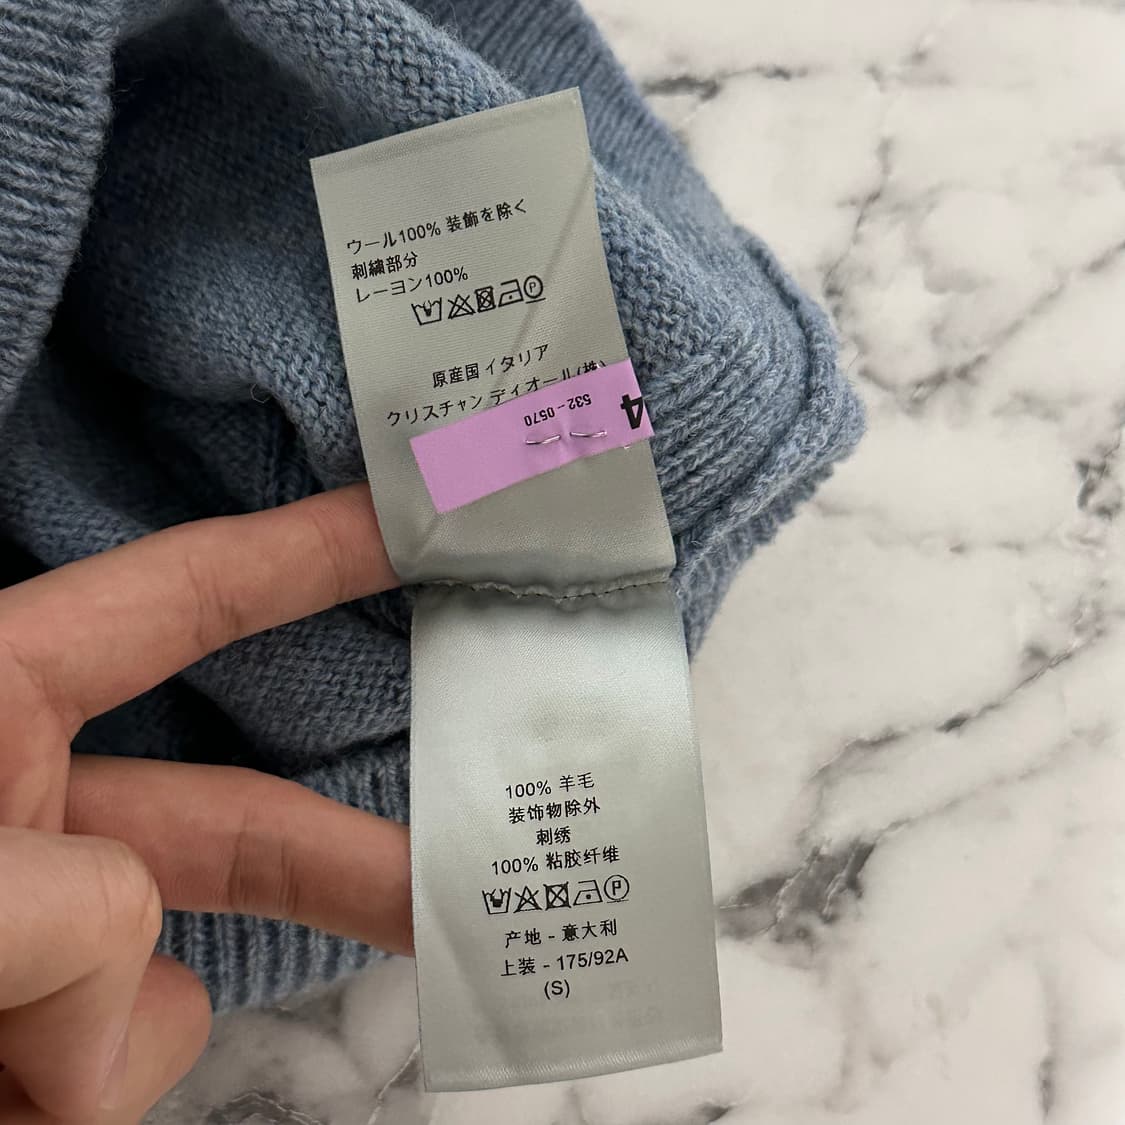 ウール100% 装飾を除く
刺繍部分
レーヨン100%
P
原産国 イタリア
クリスチャン ディオール(株)
532-0570
4
100% 羊毛
装饰物除外
刺绣
100% 粘胶纤维
P
产地 - 意大利
上装 - 175/92A
(S)